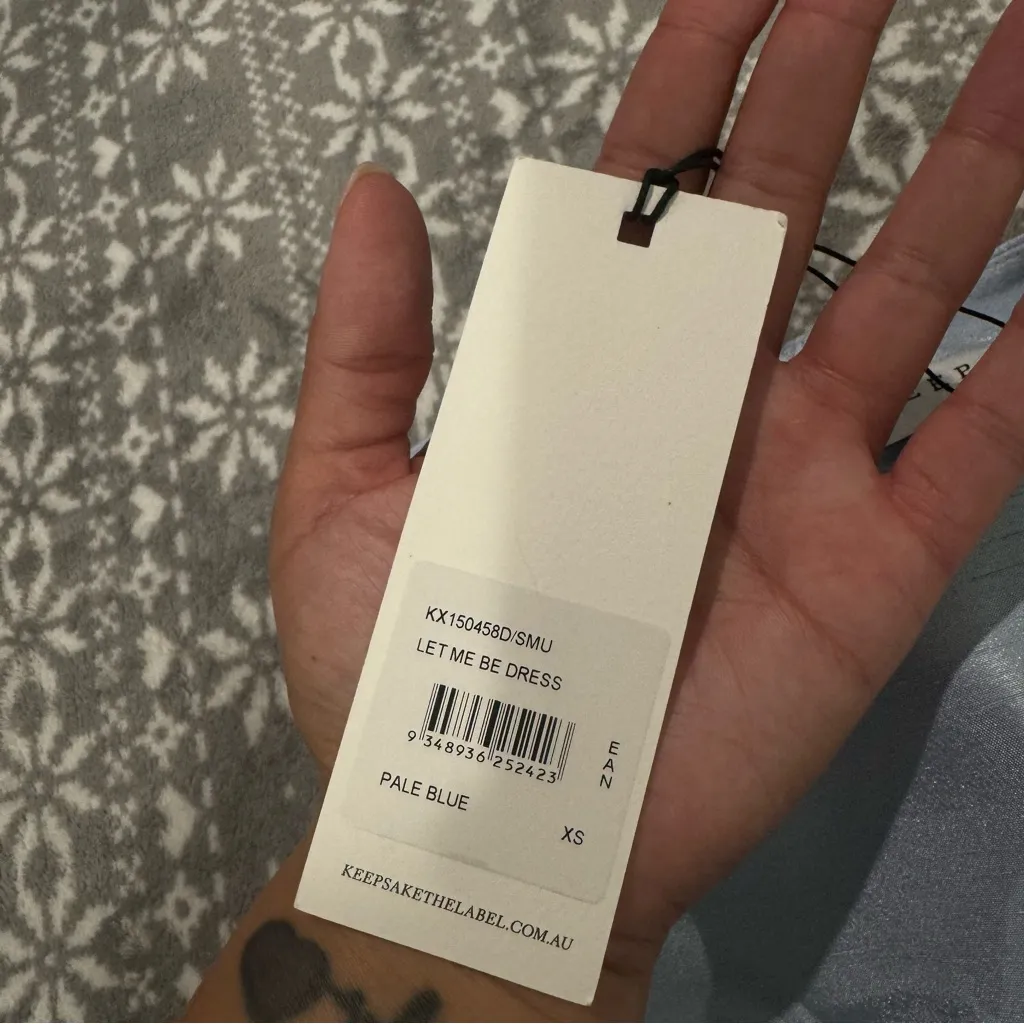 KX150458D/SMU
LET ME BE DRESS
9 348936 252423
EAN
PALE BLUE
XS
KEEPSAKETHELABEL.COM.AU